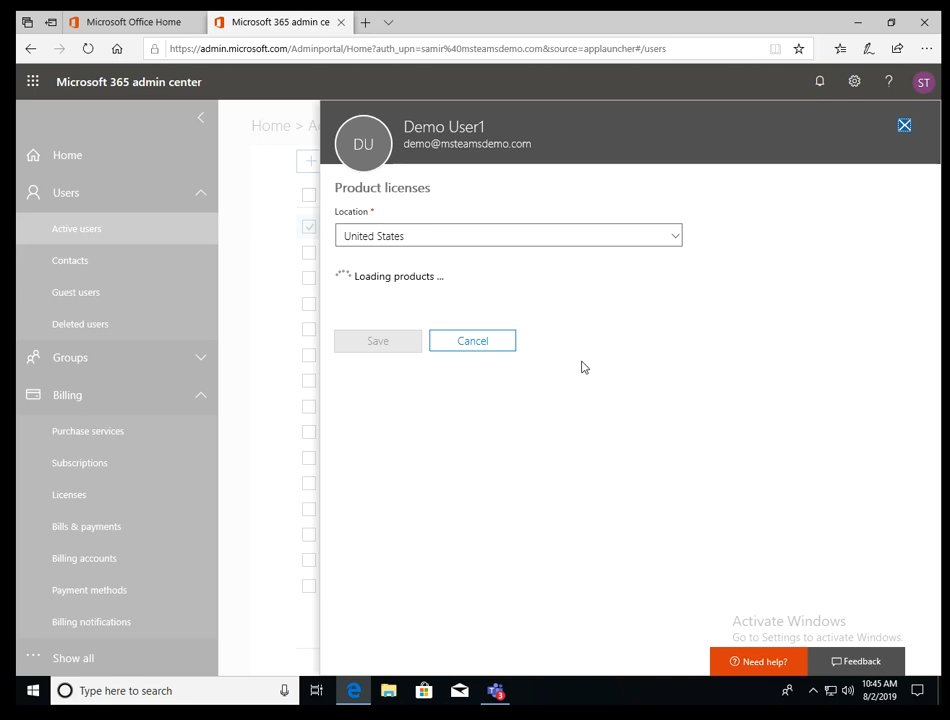 Microsoft Office Home
Microsoft 365 admin ce
https://admin.microsoft.com/Adminportal/Home?auth_upn=samir%40msteamsdemo.com&source=applauncher#/users
Microsoft 365 admin center
ST
Home >
DU
Demo User1
demo@msteamsdemo.com
Home
Users
Active users
Contacts
Guest users
Deleted users
Groups
Billing
Purchase services
Subscriptions
Licenses
Bills & payments
Billing accounts
Payment methods
Billing notifications
Show all
Product licenses
Location *
United States
Loading products ...
Save
Cancel
Activate Windows
Go to Settings to activate Windows.
Need help?
Feedback
Type here to search
3
10:45 AM
8/2/2019